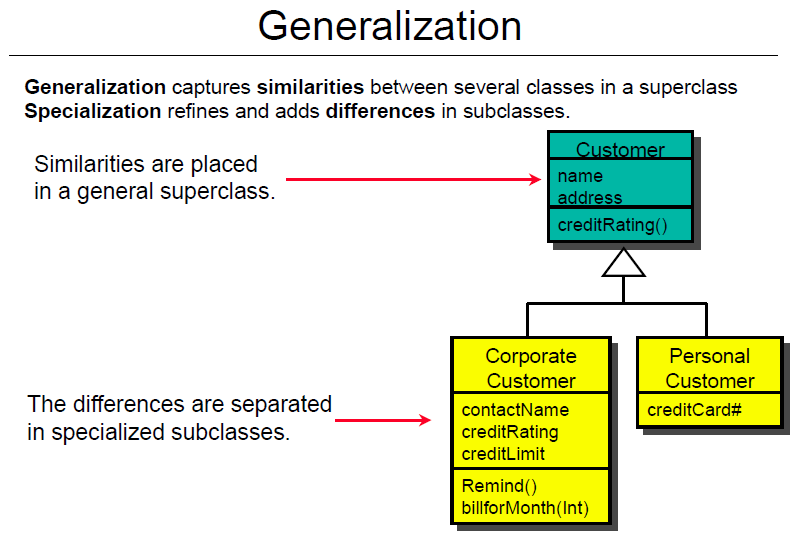 Generalization
Generalization captures similarities between several classes in a superclass
Specialization refines and adds differences in subclasses.
Similarities are placed
in a general superclass.
Customer
name
address
creditRating()
The differences are separated
in specialized subclasses.
Corporate
Customer
contactName
creditRating
creditLimit
Remind()
billforMonth(Int)
Personal
Customer
creditCard#